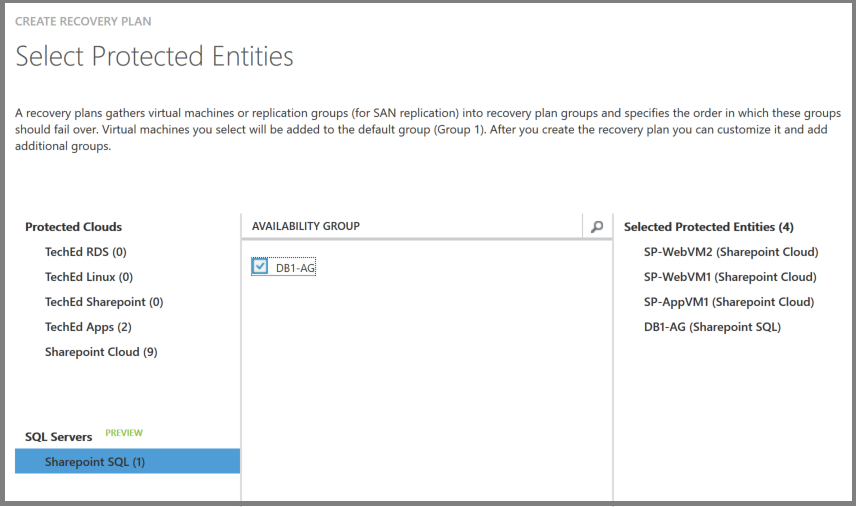 CREATE RECOVERY PLAN
Select Protected Entities
A recovery plans gathers virtual machines or replication groups (for SAN replication) into recovery plan groups and specifies the order in which these groups
should fail over. Virtual machines you select will be added to the default group (Group 1). After you create the recovery plan you can customize it and add
additional groups.
Protected Clouds
TechEd RDS (0)
TechEd Linux (0)
TechEd Sharepoint (0)
TechEd Apps (2)
Sharepoint Cloud (9)
SQL Servers PREVIEW
Sharepoint SQL (1)
AVAILABILITY GROUP
DB1-AG
Selected Protected Entities (4)
SP-WebVM2 (Sharepoint Cloud)
SP-WebVM1 (Sharepoint Cloud)
SP-AppVM1 (Sharepoint Cloud)
DB1-AG (Sharepoint SQL)